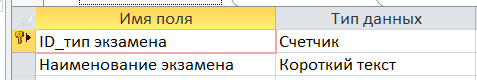 Имя поля Тип данных
ID_тип экзамена Счетчик
Наименование экзамена Короткий текст